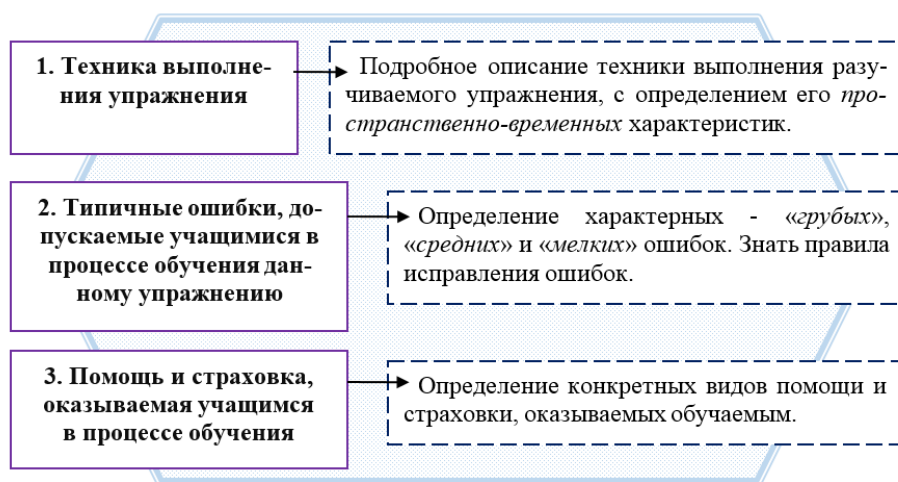 1. Техника выполне-
ния упражнения
Подробное описание техники выполнения разу-
чиваемого упражнения, с определением его про-
странственно-временных характеристик.
2. Типичные ошибки, до-
пускаемые учащимися в
процессе обучения дан-
ному упражнению
Определение характерных - «грубых»,
«средних» и «мелких» ошибок. Знать правила
исправления ошибок.
3. Помощь и страховка,
оказываемая учащимся
в процессе обучения
Определение конкретных видов помощи и
страховки, оказываемых обучаемым.